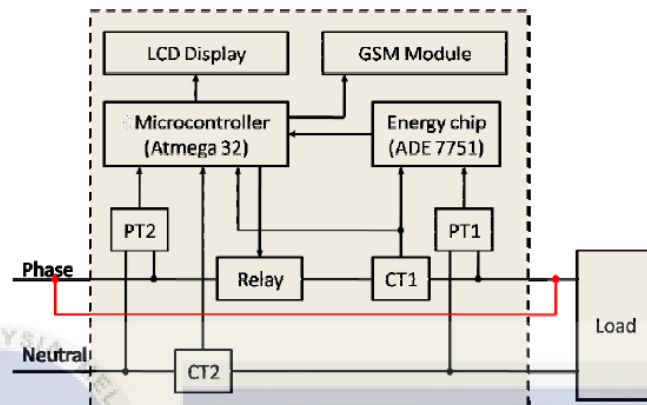 LCD Display
GSM Module
Microcontroller
(Atmega 32)
Energy chip
(ADE 7751)
PT2
PT1
Phase
Relay
CT1
Load
Neutral
CT2